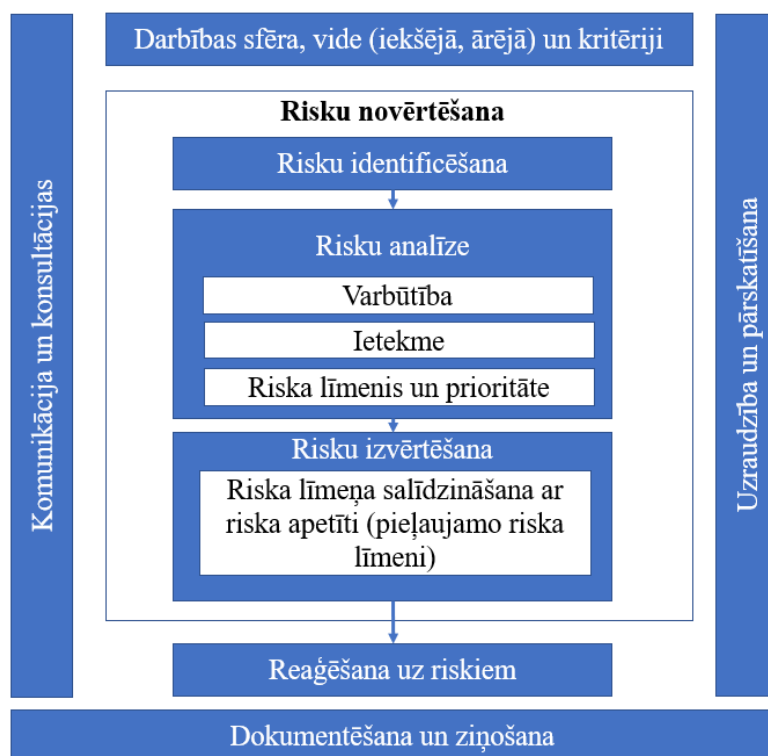 Darbības sfēra, vide (iekšējā, ārējā) un kritēriji
Komunikācija un konsultācijas
Risku novērtēšana
Risku identificēšana
Risku analīze
Varbūtība
Ietekme
Riska līmenis un prioritāte
Risku izvērtēšana
Riska līmeņa salīdzināšana ar
riska apetīti (pieļaujamo riska
līmeni)
Reaģēšana uz riskiem
Uzraudzība un pārskatīšana
Dokumentēšana un ziņošana